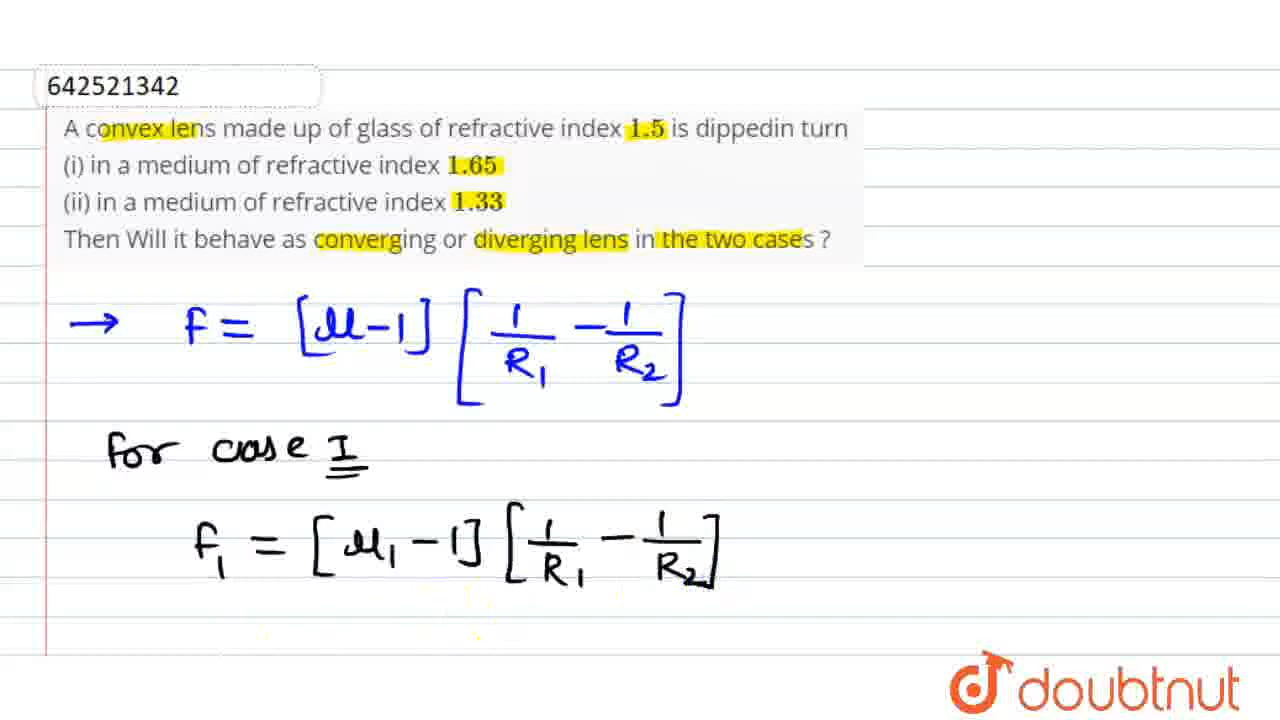 642521342
A convex lens made up of glass of refractive index 1.5 is dippedin turn
(i) in a medium of refractive index 1.65
(ii) in a medium of refractive index 1.33
Then Will it behave as converging or diverging lens in the two cases ?
→ F = [μ-1] [1/R₁ - 1/R₂]
For case I
F₁ = [μ₁ - 1] [1/R₁ - 1/R₂]
doubtnut